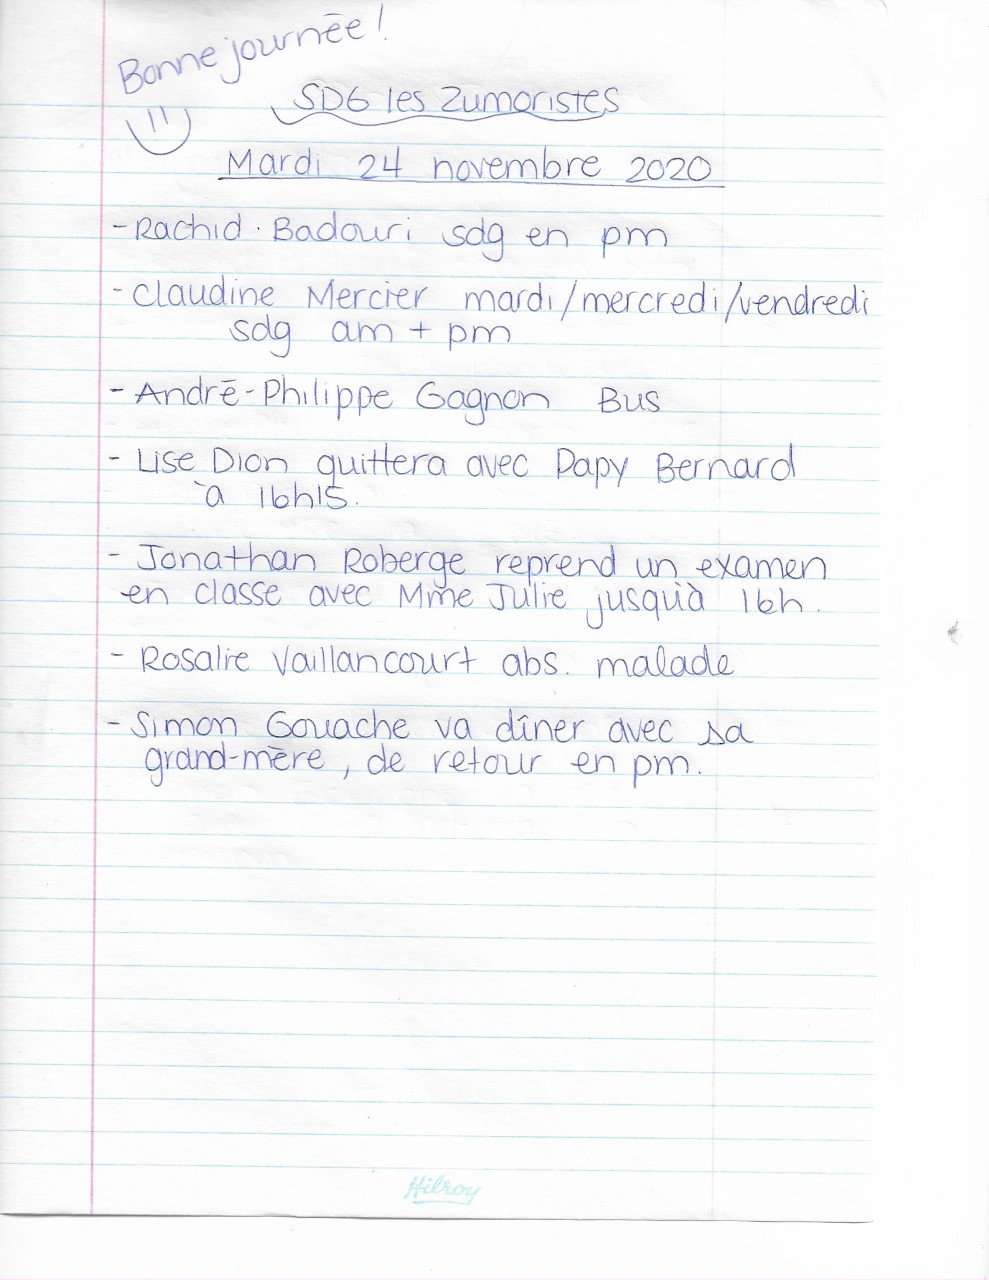 Bonne journée!
SDG les Zumoristes
Mardi 24 novembre 2020
- Rachid Badouri sdg en pm
- Claudine Mercier mardi/mercredi/vendredi
sdg am + pm
- André-Philippe Gagnon Bus
- Lise Dion quittera avec Papy Bernard
à 16h15.
- Jonathan Roberge reprend un examen
en classe avec Mme Julie jusqu'à 16h.
- Rosalie Vaillancourt abs. malade
- Simon Gouache va dîner avec sa
grand-mère, de retour en pm.
Hilroy